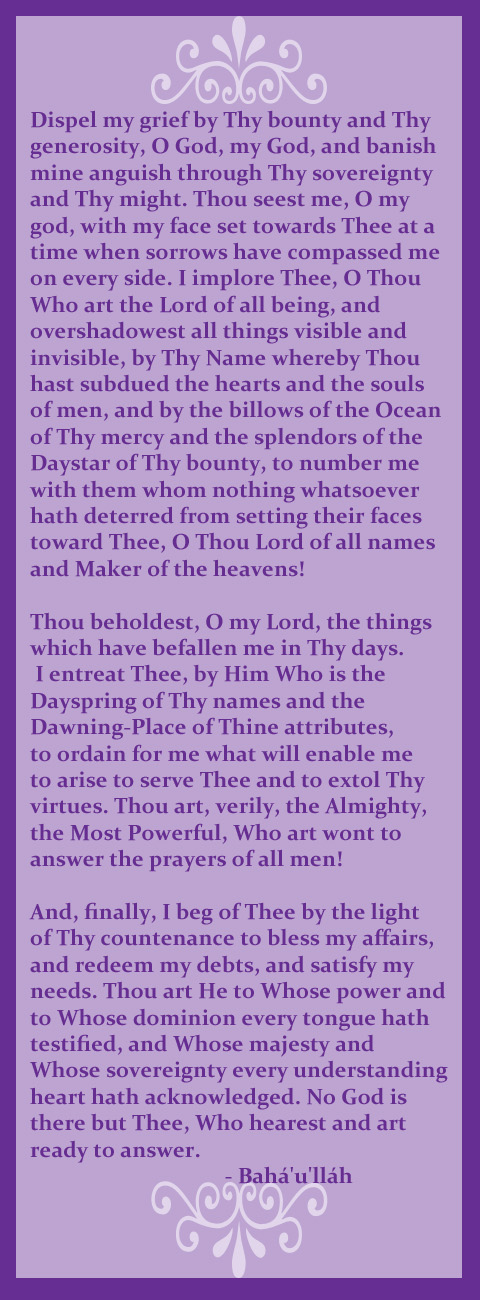 Dispel my grief by Thy bounty and Thy
generosity, O God, my God, and banish
mine anguish through Thy sovereignty
and Thy might. Thou seest me, O my
god, with my face set towards Thee at a
time when sorrows have compassed me
on every side. I implore Thee, O Thou
Who art the Lord of all being, and
overshadowest all things visible and
invisible, by Thy Name whereby Thou
hast subdued the hearts and the souls
of men, and by the billows of the Ocean
of Thy mercy and the splendors of the
Daystar of Thy bounty, to number me
with them whom nothing whatsoever
hath deterred from setting their faces
toward Thee, O Thou Lord of all names
and Maker of the heavens!

Thou beholdest, O my Lord, the things
which have befallen me in Thy days.
I entreat Thee, by Him Who is the
Dayspring of Thy names and the
Dawning-Place of Thine attributes,
to ordain for me what will enable me
to arise to serve Thee and to extol Thy
virtues. Thou art, verily, the Almighty,
the Most Powerful, Who art wont to
answer the prayers of all men!

And, finally, I beg of Thee by the light
of Thy countenance to bless my affairs,
and redeem my debts, and satisfy my
needs. Thou art He to Whose power and
to Whose dominion every tongue hath
testified, and Whose majesty and
Whose sovereignty every understanding
heart hath acknowledged. No God is
there but Thee, Who hearest and art
ready to answer.
- Bahá'u'lláh